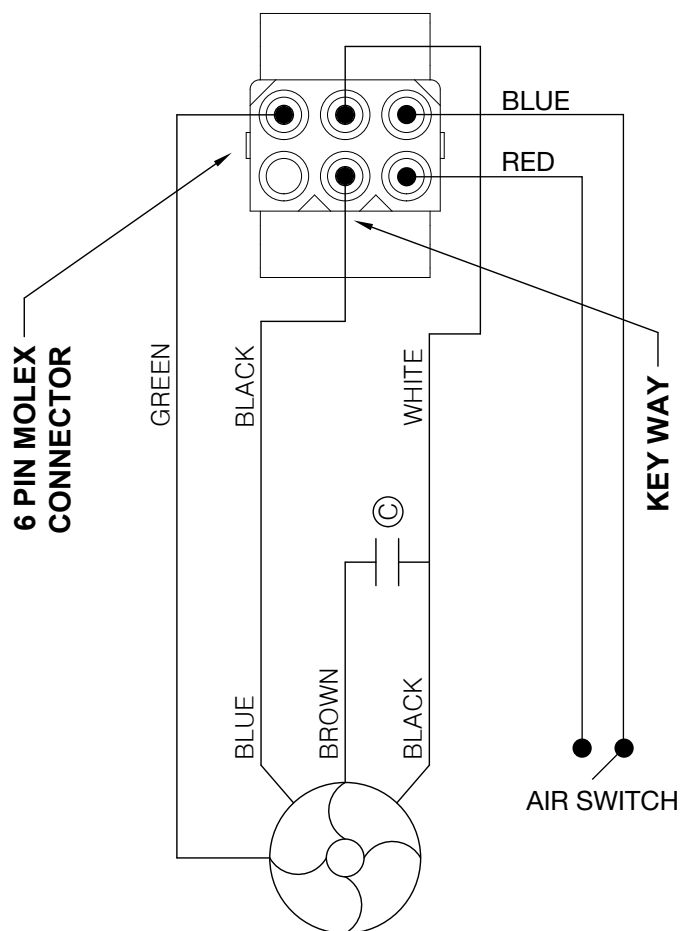 BLUE
RED
6 PIN MOLEX
CONNECTOR
GREEN
BLACK
WHITE
KEY WAY
C
BLUE
BROWN
BLACK
AIR SWITCH